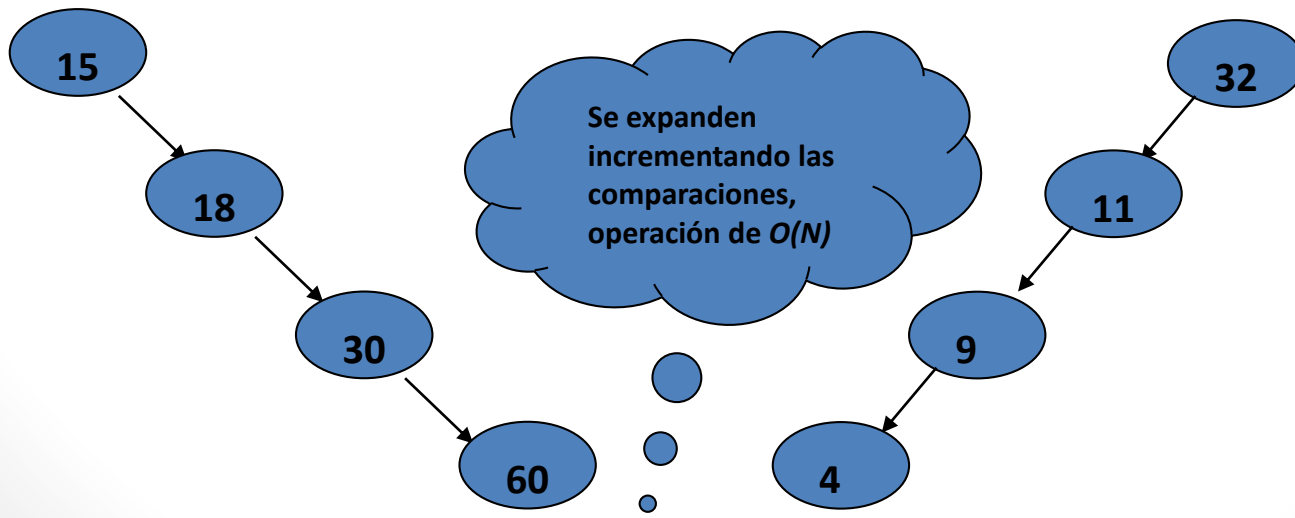 15
32
Se expanden
incrementando las
comparaciones,
operación de O(N)
18
11
30
9
60
4